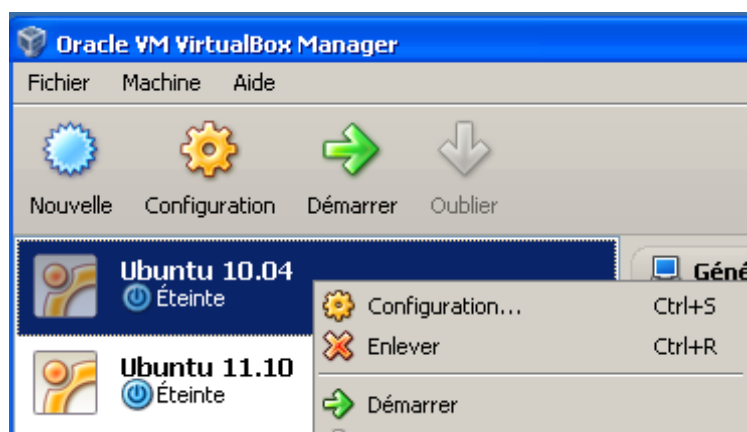 Oracle VM VirtualBox Manager
Fichier Machine Aide
Nouvelle Configuration Démarrer Oublier
Ubuntu 10.04
Éteinte
Ubuntu 11.10
Éteinte
Configuration... Ctrl+S
Enlever Ctrl+R
Démarrer